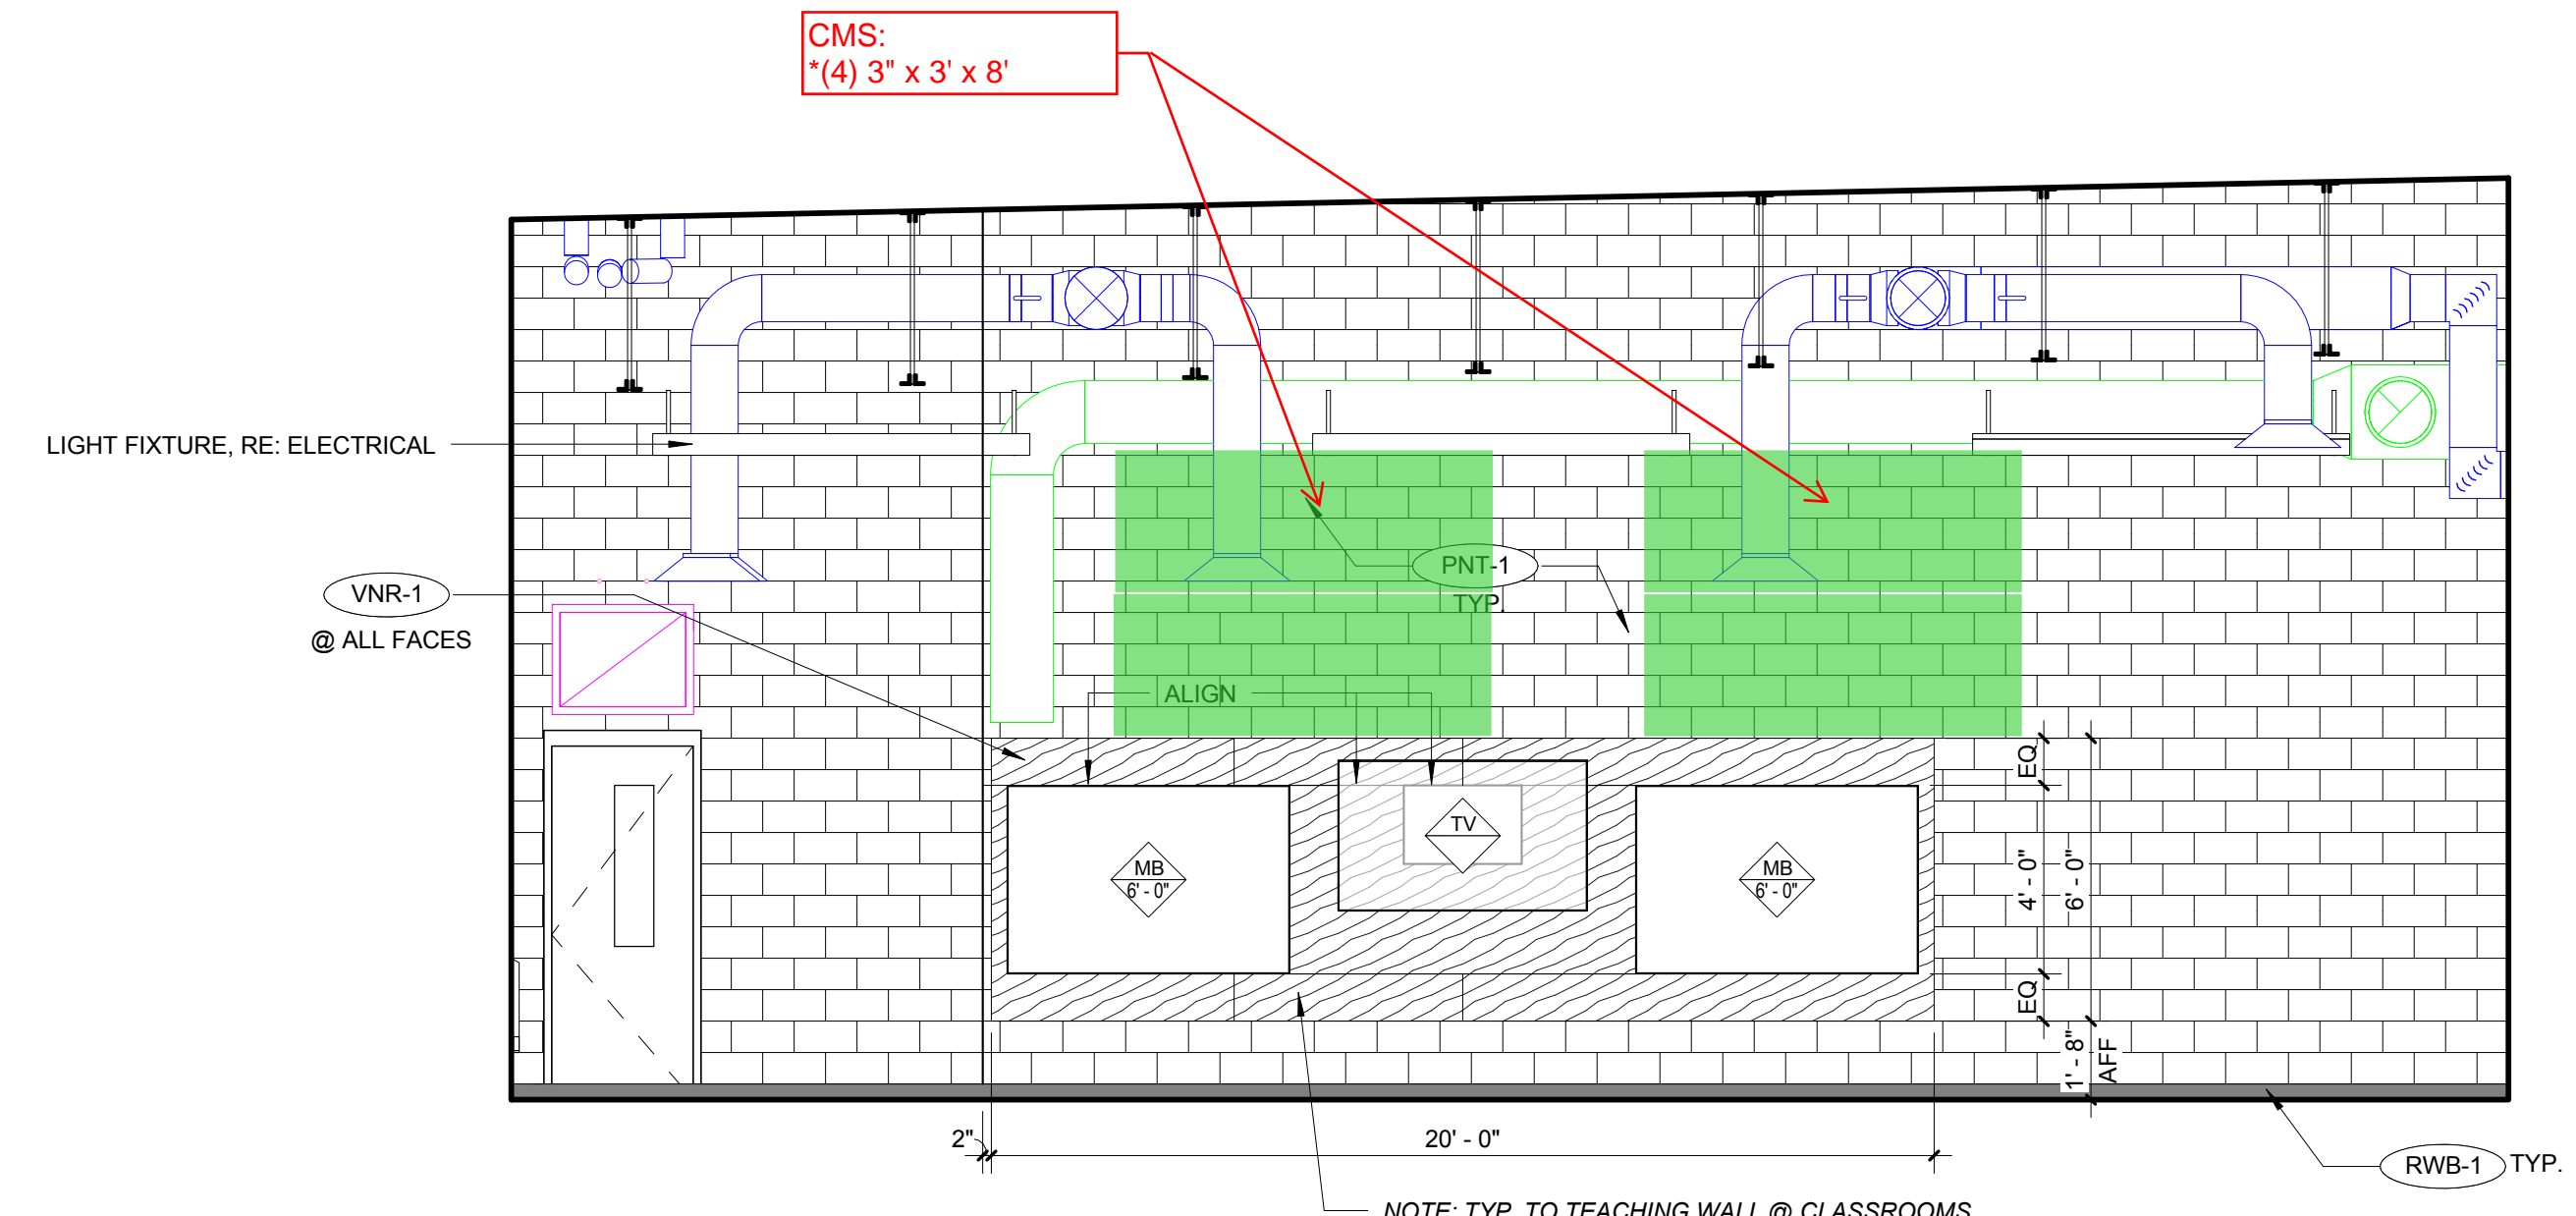 CMS:
*(4) 3" x 3' x 8'
LIGHT FIXTURE, RE: ELECTRICAL
VNR-1
@ ALL FACES
PNT-1
TYP.
ALIGN
EQ
TV
MB
6' - 0"
MB
6' - 0"
4' - 0"
6' - 0"
EQ
1' - 8"
AFF
2"
20' - 0"
RWB-1 TYP.
NOTE: TYP. TO TEACHING WALL @ CLASSROOMS